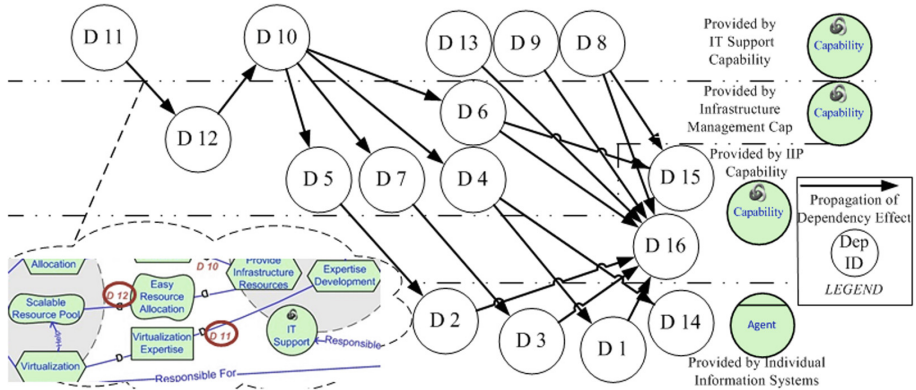 D 11
D 10
D 13
D 9
D 8
Provided by
IT Support
Capability
Capability
D 12
D 6
Provided by
Infrastructure
Management Cap
Capability
D 5
D 7
D 4
D 15
Provided by IIP
Capability
Capability
D 16
Propagation of
Dependency Effect
Dep
ID
LEGEND
D 2
D 3
D 1
D 14
Agent
Provided by Individual
Information Systems
Allocation
D 10
Provide
Infrastructure
Resources
Expertise
Development
Scalable
Resource Pool
D 12
Easy
Resource
Allocation
D 11
Virtualization
Expertise
IT
Support
Responsible
Virtualization
Responsible For